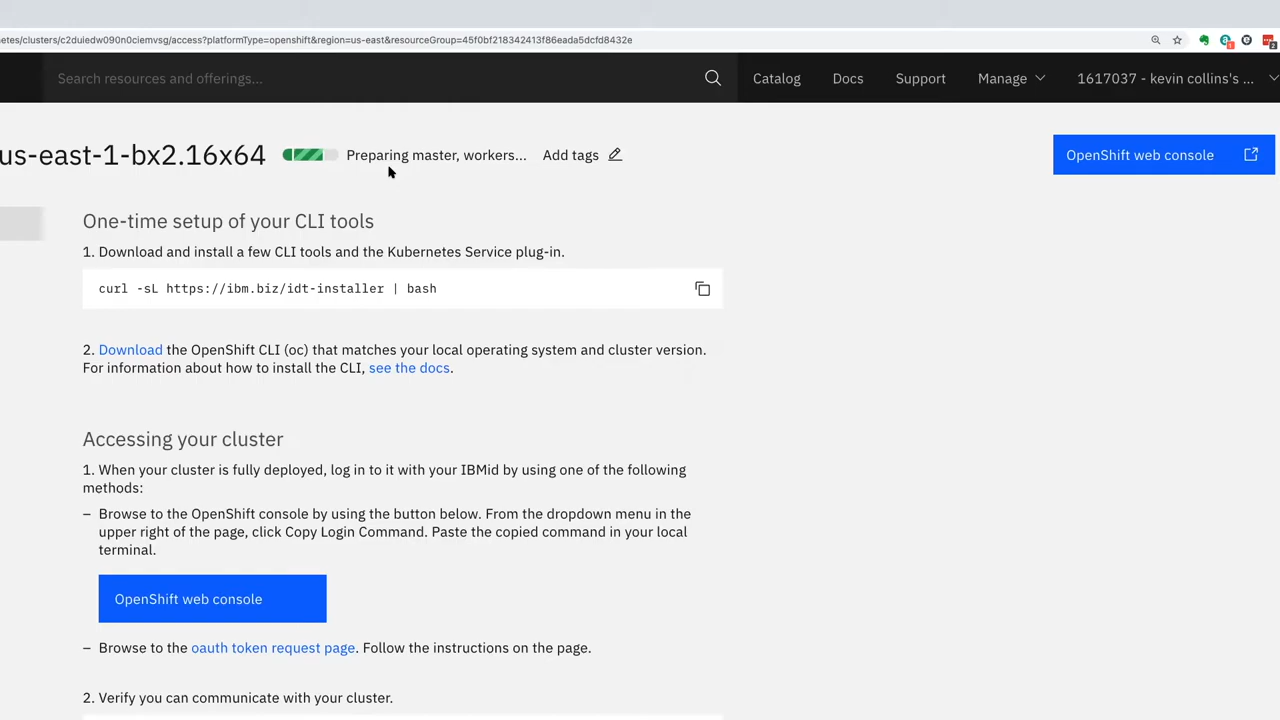 netes/clusters/c2duiedw090n0ciemvsg/access?platformType=openshift&region=us-east&resourceGroup=45f0bf218342413f86eada5dcfd8432e
Search resources and offerings...
Catalog
Docs
Support
Manage
1617037 - kevin collins's ...
us-east-1-bx2.16x64
Preparing master, workers...
Add tags
OpenShift web console
One-time setup of your CLI tools
1. Download and install a few CLI tools and the Kubernetes Service plug-in.
curl -sL https://ibm.biz/idt-installer | bash
2. Download the OpenShift CLI (oc) that matches your local operating system and cluster version.
For information about how to install the CLI, see the docs.
Accessing your cluster
1. When your cluster is fully deployed, log in to it with your IBMid by using one of the following
methods:
– Browse to the OpenShift console by using the button below. From the dropdown menu in the
upper right of the page, click Copy Login Command. Paste the copied command in your local
terminal.
OpenShift web console
– Browse to the oauth token request page. Follow the instructions on the page.
2. Verify you can communicate with your cluster.